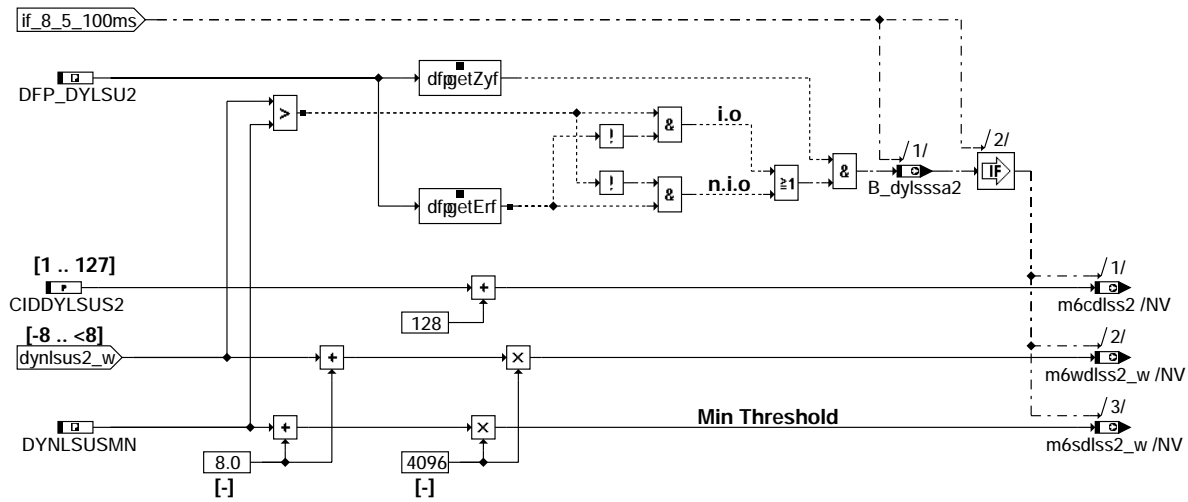 if_8_5_100ms
DFP_DYLSU2
dfpgetZyf
>
!
&
i.o
/1/
/2/
!
&
n.i.o
≥1
&
B_dylsssa2
IF
dfpgetErf
[1 .. 127]
CIDDYLSUS2
+
128
/1/
m6cdlss2 /NV
[-8 .. <8]
dynlsus2_w
+
×
/2/
m6wdlss2_w /NV
DYNLSUSMN
+
×
Min Threshold
/3/
m6sdlss2_w /NV
8.0
[-]
4096
[-]